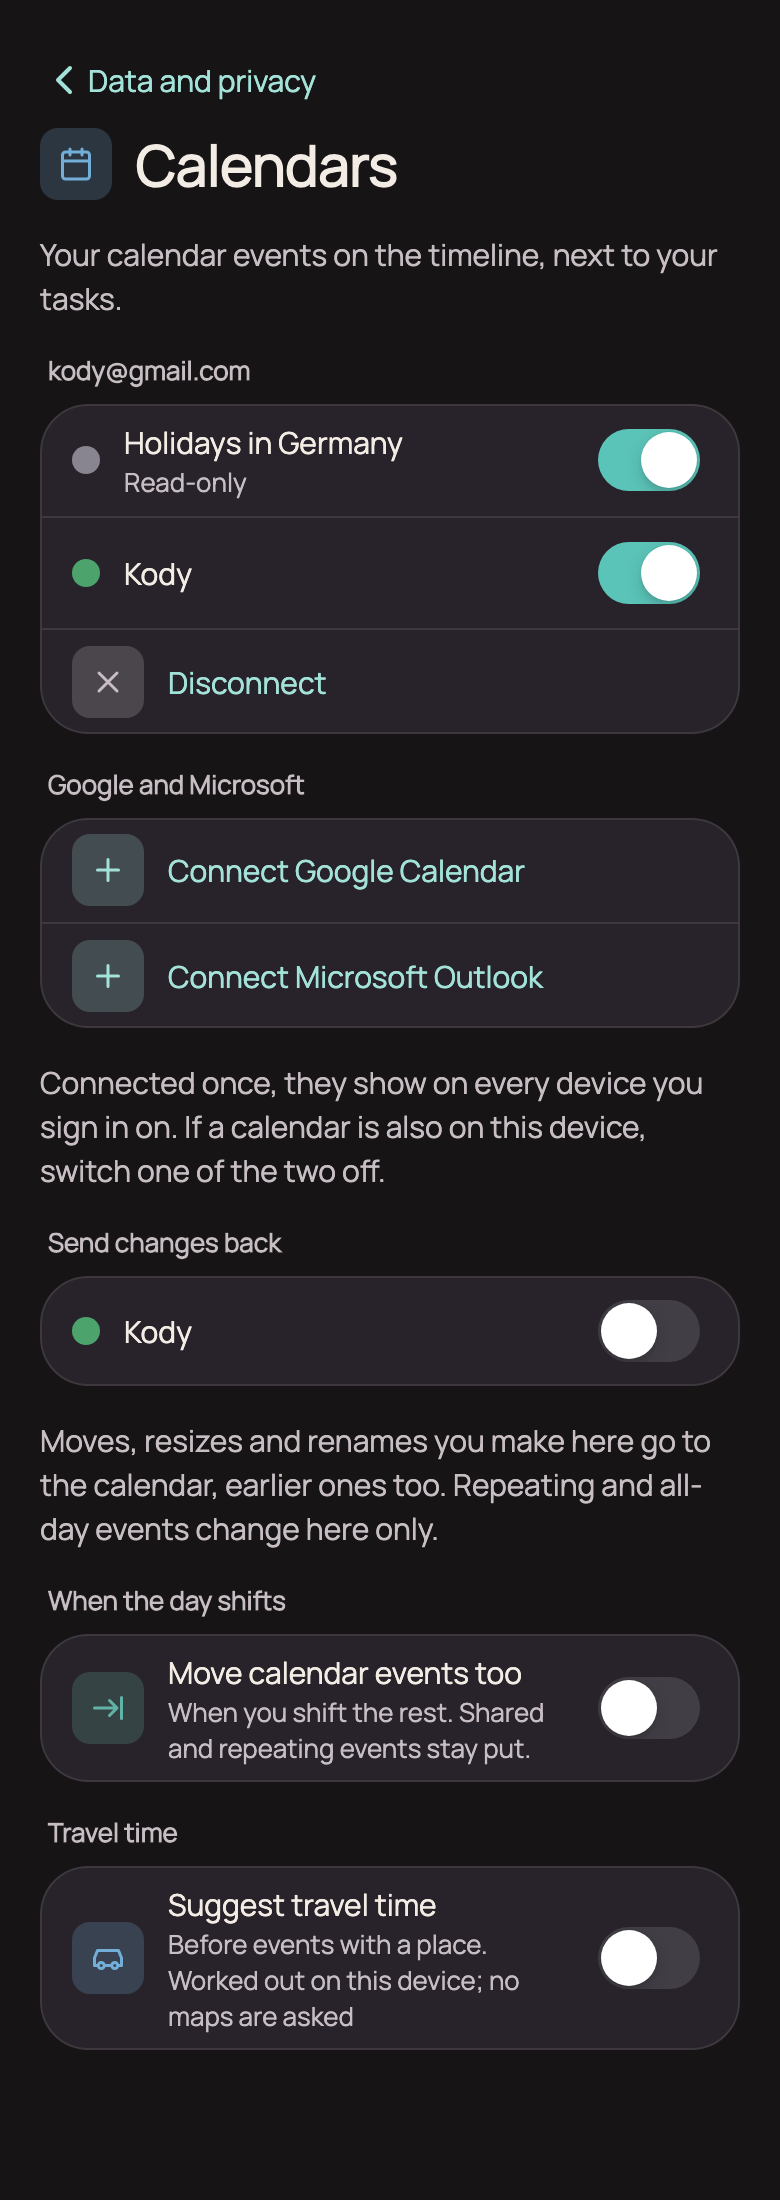 Data and privacy
Calendars
Your calendar events on the timeline, next to your
tasks.
kody@gmail.com
Holidays in Germany
Read-only
Kody
Disconnect
Google and Microsoft
Connect Google Calendar
Connect Microsoft Outlook
Connected once, they show on every device you
sign in on. If a calendar is also on this device,
switch one of the two off.
Send changes back
Kody
Moves, resizes and renames you make here go to
the calendar, earlier ones too. Repeating and all-
day events change here only.
When the day shifts
Move calendar events too
When you shift the rest. Shared
and repeating events stay put.
Travel time
Suggest travel time
Before events with a place.
Worked out on this device; no
maps are asked